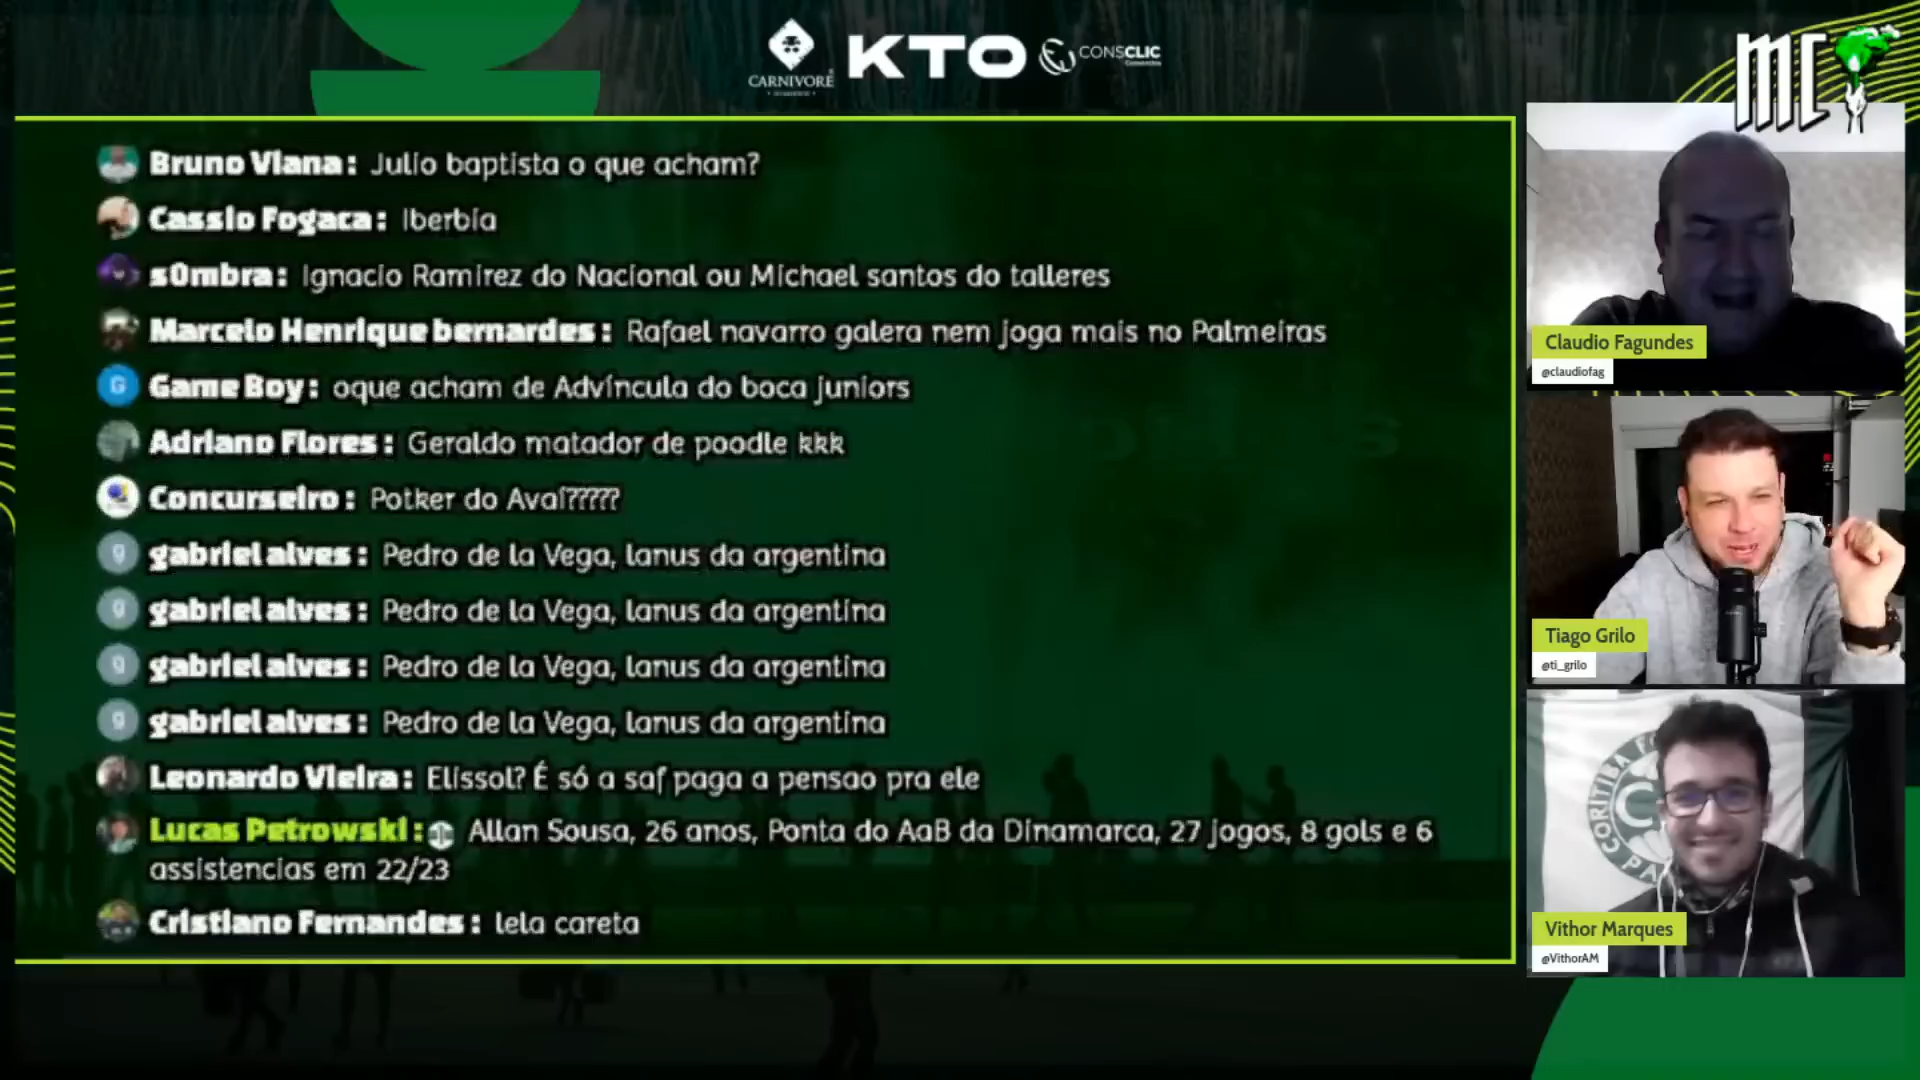 CARNIVORE
KTO
CONSCLIC
MC
Bruno Viana: Julio baptista o que acham?
Cassio Fogaca: Iberbia
s0mbra: Ignacio Ramirez do Nacional ou Michael santos do talleres
Marcelo Henrique bernardes: Rafael navarro galera nem joga mais no Palmeiras
G Game Boy: oque acham de Advíncula do boca juniors
Adriano Flores: Geraldo matador de poodle kkk
Concurseiro: Potker do Avaí?????
g gabriel alves: Pedro de la Vega, lanus da argentina
g gabriel alves: Pedro de la Vega, lanus da argentina
g gabriel alves: Pedro de la Vega, lanus da argentina
g gabriel alves: Pedro de la Vega, lanus da argentina
Leonardo Vieira: Elissol? É só a saf paga a pensao pra ele
Lucas Petrowski: Allan Sousa, 26 anos, Ponta do AaB da Dinamarca, 27 jogos, 8 gols e 6
assistencias em 22/23
Cristiano Fernandes: lela careta
Claudio Fagundes
@claudiofag
Tiago Grilo
@ti_grilo
CORITIBA
Vithor Marques
@VithorAM